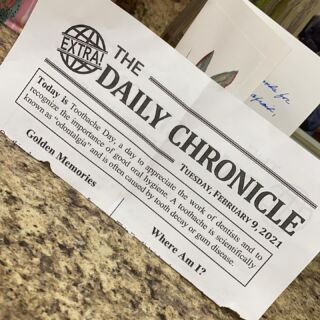 EXTRA!
THE
DAILY CHRONICLE
TUESDAY, FEBRUARY 9, 2021
Today is Toothache Day, a day to appreciate the work of dentists and to
recognize the importance of good oral hygiene. A toothache is scientifically
known as "odontalgia" and is often caused by tooth decay or gum disease.
Golden Memories
Where Am I?